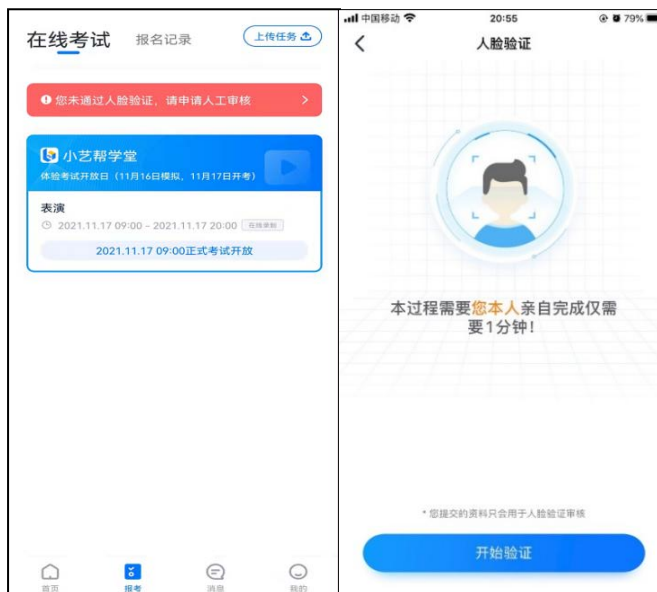 在线考试
报名记录
上传任务
您未通过人脸验证，请申请人工审核
小艺帮学堂
体验考试开放日（11月16日模拟，11月17日开考）
表演
2021.11.17 09:00 - 2021.11.17 20:00 在线录制
2021.11.17 09:00正式考试开放
首页
报考
消息
我的
中国移动
20:55
79%
人脸验证
本过程需要您本人亲自完成仅需
要1分钟！
* 您提交的资料只会用于人脸验证审核
开始验证